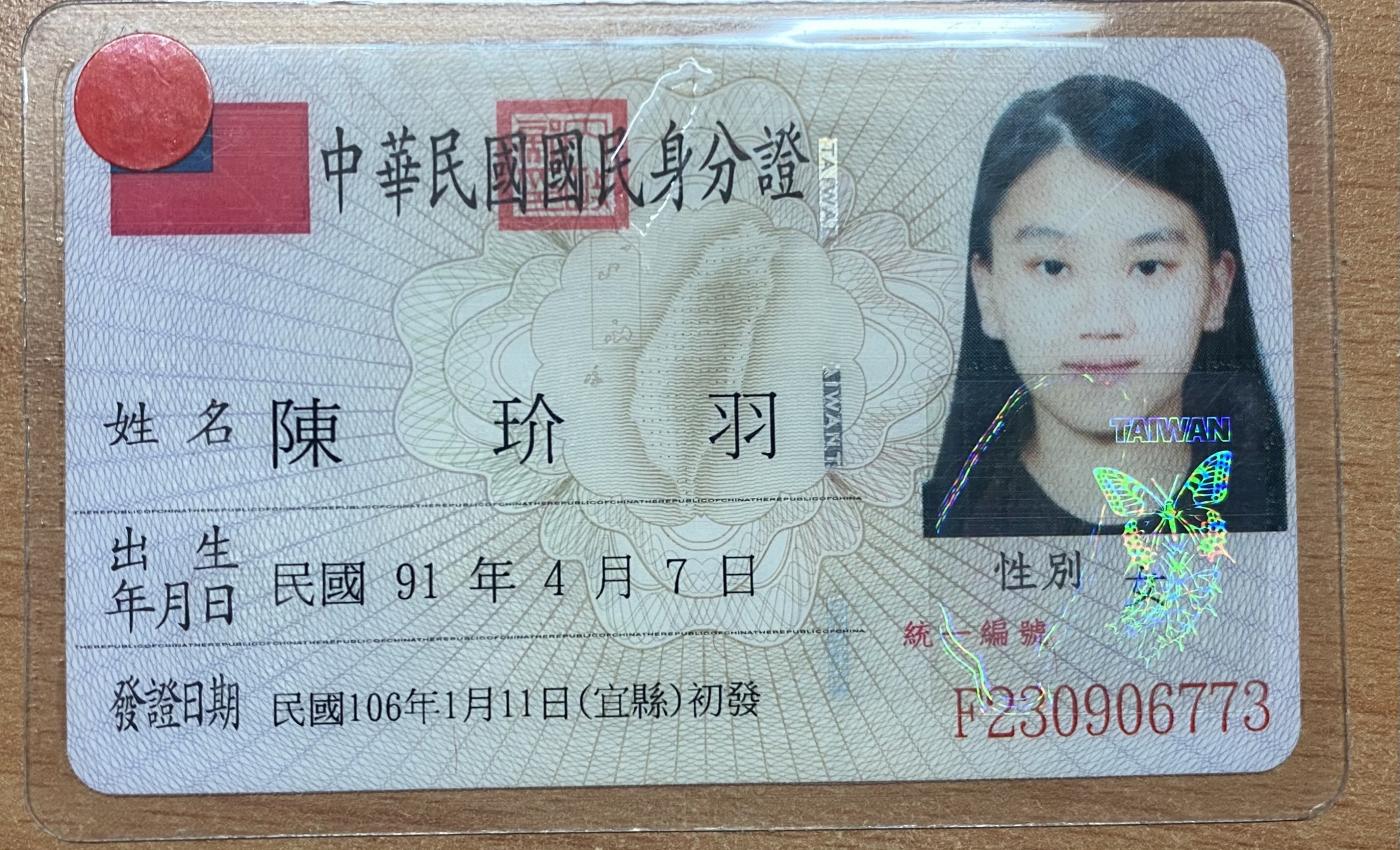 中華民國國民身分證
TAIWAN
姓名 陳玠羽
TAIWAN
出生年月日 民國 91 年 4 月 7 日
性別 女
統一編號
發證日期 民國106年1月11日(宜縣)初發
F230906773